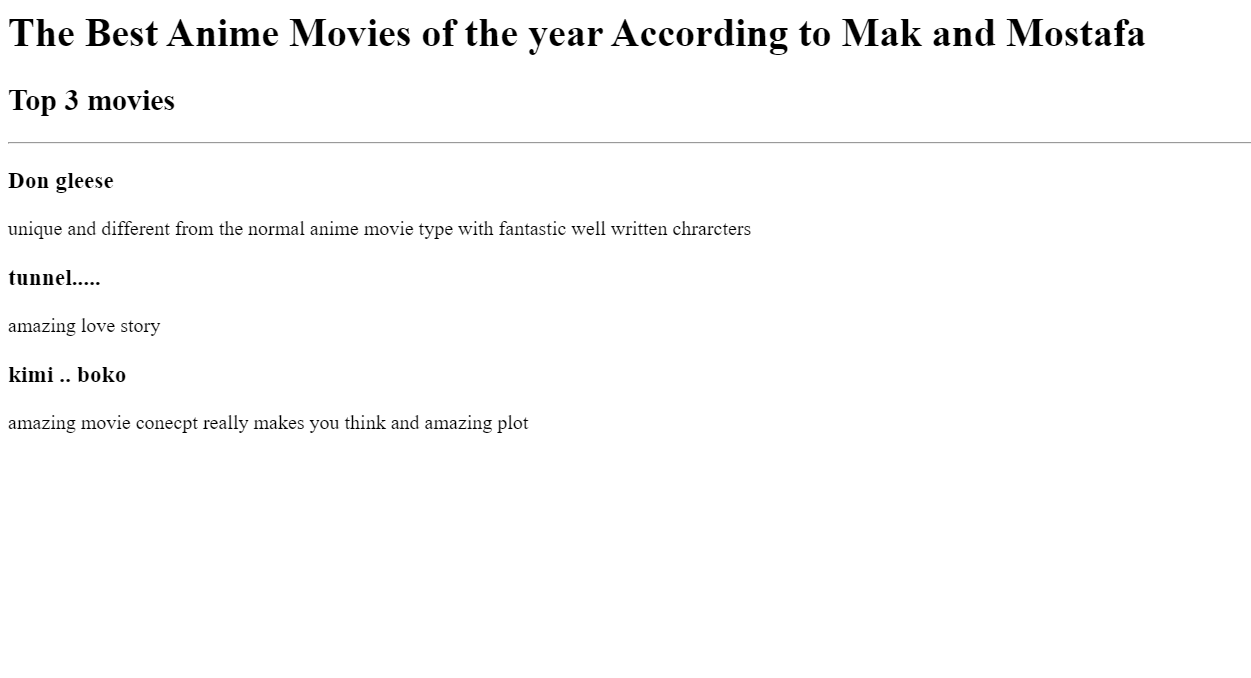 The Best Anime Movies of the year According to Mak and Mostafa
Top 3 movies
Don gleese
unique and different from the normal anime movie type with fantastic well written chrarcters
tunnel.....
amazing love story
kimi .. boko
amazing movie conecpt really makes you think and amazing plot